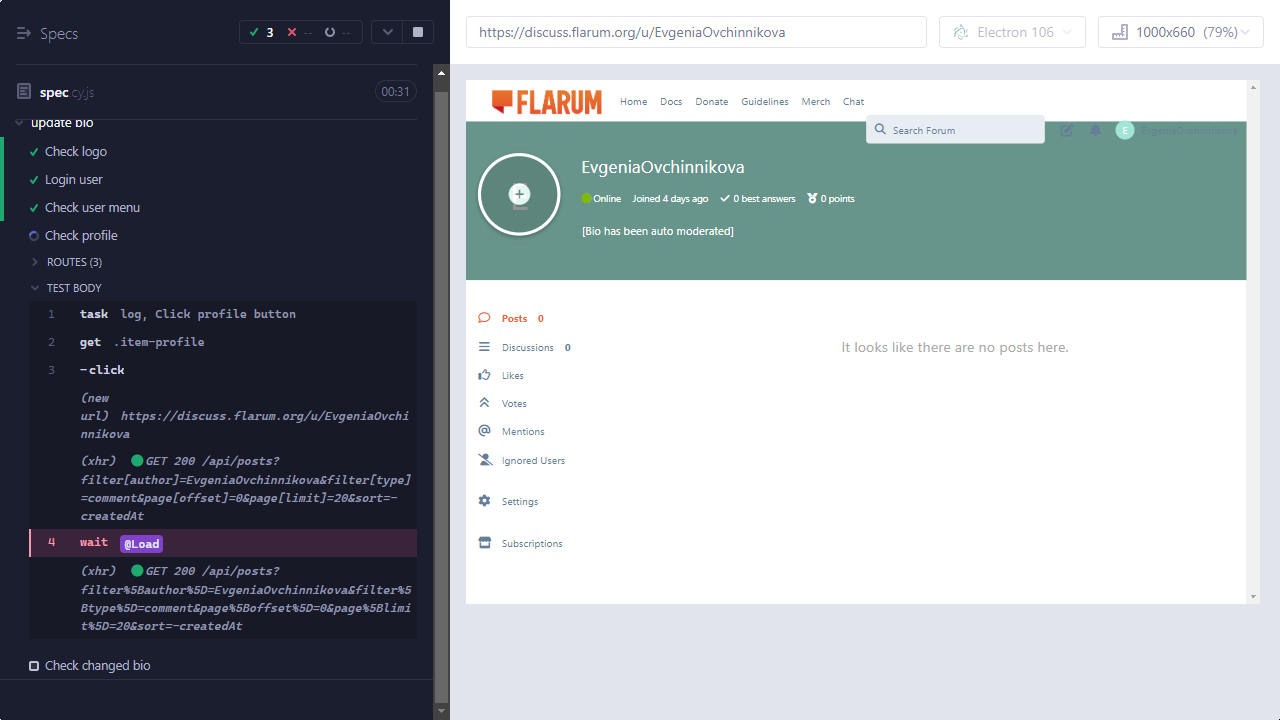 Specs
3
--
--
https://discuss.flarum.org/u/EvgeniaOvchinnikova
Electron 106
1000x660 (79%)
spec.cy.js
00:31
update bio
Check logo
Login user
Check user menu
Check profile
ROUTES (3)
TEST BODY
1 task log, Click profile button
2 get .item-profile
3 -click
(new
url) https://discuss.flarum.org/u/EvgeniaOvchi
nnikova
(xhr) GET 200 /api/posts?
filter[author]=EvgeniaOvchinnikova&filter[type]
=comment&page[offset]=0&page[limit]=20&sort=-
createdAt
4 wait @Load
(xhr) GET 200 /api/posts?
filter%5Bauthor%5D=EvgeniaOvchinnikova&filter%5
Btype%5D=comment&page%5Boffset%5D=0&page%5Blimi
t%5D=20&sort=-createdAt
Check changed bio
FLARUM
Home Docs Donate Guidelines Merch Chat
Search Forum
E EvgeniaOvchinnikova
EvgeniaOvchinnikova
Online Joined 4 days ago 0 best answers 0 points
[Bio has been auto moderated]
Posts 0
Discussions 0
Likes
Votes
Mentions
Ignored Users
Settings
Subscriptions
It looks like there are no posts here.